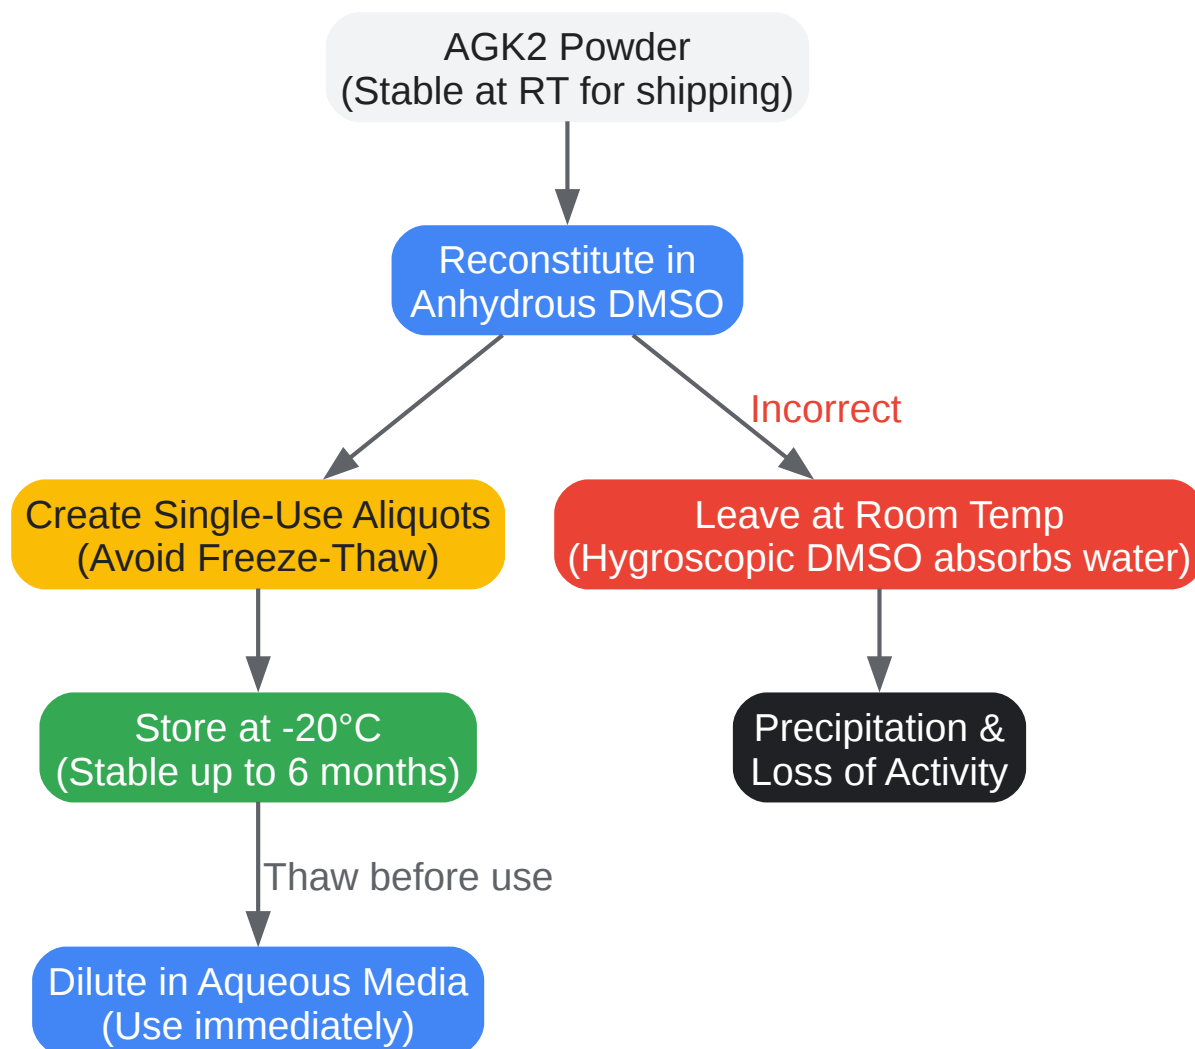 AGK2 Powder
(Stable at RT for shipping)
Reconstitute in
Anhydrous DMSO
Incorrect
Create Single-Use Aliquots
(Avoid Freeze-Thaw)
Leave at Room Temp
(Hygroscopic DMSO absorbs water)
Store at -20°C
(Stable up to 6 months)
Precipitation &
Loss of Activity
Thaw before use
Dilute in Aqueous Media
(Use immediately)